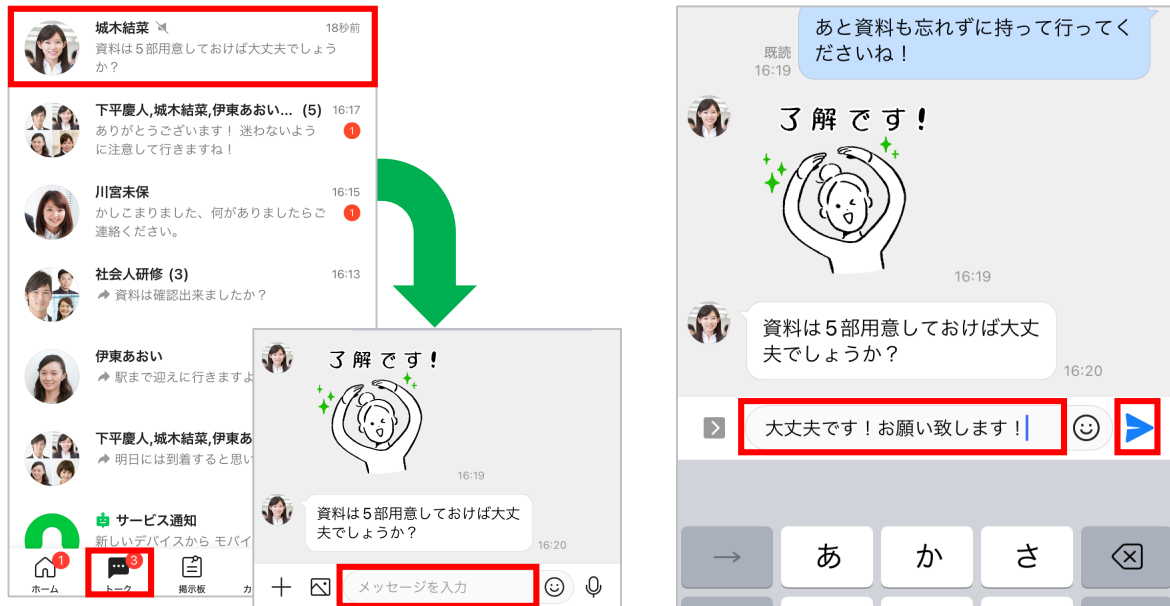 城木結菜 18秒前
資料は5部用意しておけば大丈夫でしょう
か？
下平慶人,城木結菜,伊東あおい... (5) 16:17
ありがとうございます！ 迷わないよう 1
に注意して行きますね！
川宮未保 16:15
かしこまりました、何がありましたらご 1
連絡ください。
社会人研修 (3) 16:13
資料は確認出来ましたか？
伊東あおい
駅まで迎えに行きますよ
下平慶人,城木結菜,伊東あ
明日には到着すると思い
サービス通知
新しいデバイスから モバイ
1 3
ホーム トーク 掲示板 カ
了解です！
16:19
資料は5部用意しておけば大丈
夫でしょうか？
16:20
メッセージを入力
あと資料も忘れずに持って行ってく
ださいね！
既読
16:19
了解です！
16:19
資料は5部用意しておけば大丈
夫でしょうか？
16:20
大丈夫です！お願い致します！
→ あ か さ